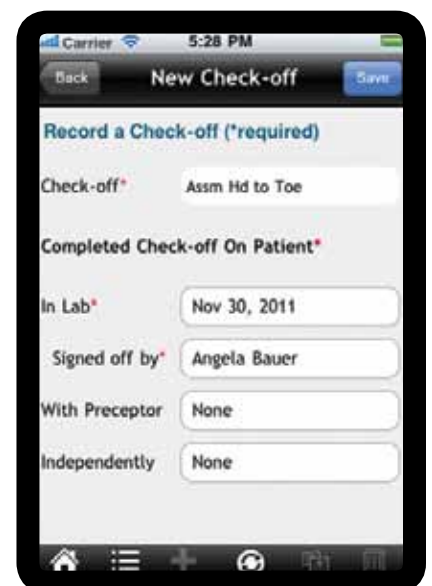 Carrier 5:28 PM
Back New Check-off Save
Record a Check-off (*required)
Check-off* Assm Hd to Toe
Completed Check-off On Patient*
In Lab* Nov 30, 2011
Signed off by* Angela Bauer
With Preceptor None
Independently None